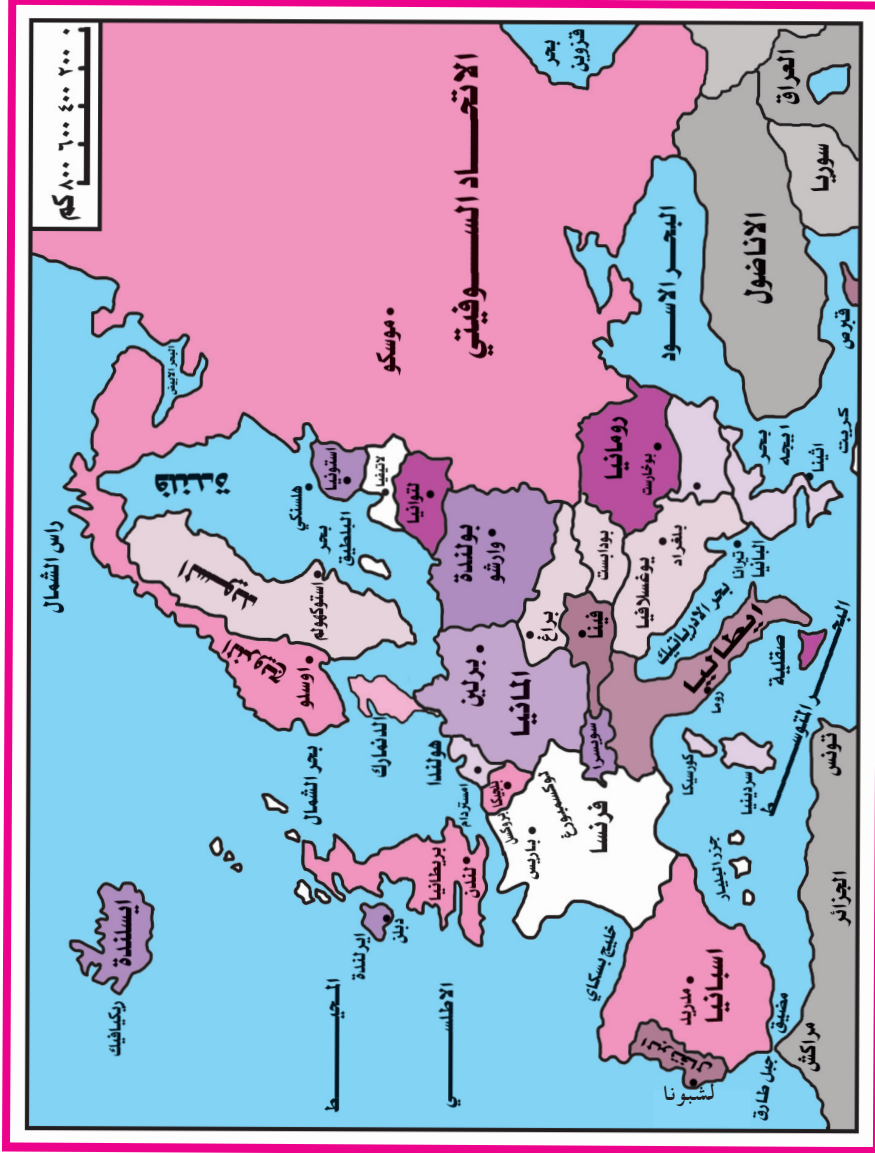 ٠ ٢٠٠ ٤٠٠ ٦٠٠ ٨٠٠ كم
راس الشمال
البحر الابيض
ايسلندة
ريكيافيك
فنلندة
السويد
النرويج
هلسنكي
استوكهولم
اوسلو
بحر
البلطيق
استونيا
لاتيفيا
لتوانيا
الاتحاد السوفيتي
موسكو
بحر
قزوين
بحر الشمال
الدنمارك
المحيط
الاطلسي
ايرلندة
دبلن
بريطانيا
لندن
هولندا
امستردام
بلجيكا
بروكسل
لوكسمبورغ
المانيا
برلين
بولندة
وارشو
براغ
فينا
بودابست
رومانيا
بوخارست
يوغسلافيا
بلغراد
البانيا
تيرانا
فرنسا
باريس
سويسرا
ايطاليا
روما
بحر الادرياتيك
كورسيكا
سردينيا
صقلية
البحر المتوسط
خليج بسكاي
اسبانيا
مدريد
البرتغال
لشبونا
جزر البليار
مضيق
جبل طارق
مراكش
الجزائر
تونس
البحر الاسود
الاناضول
بحر
ايجه
اثينا
كريت
قبرص
سوريا
العراق